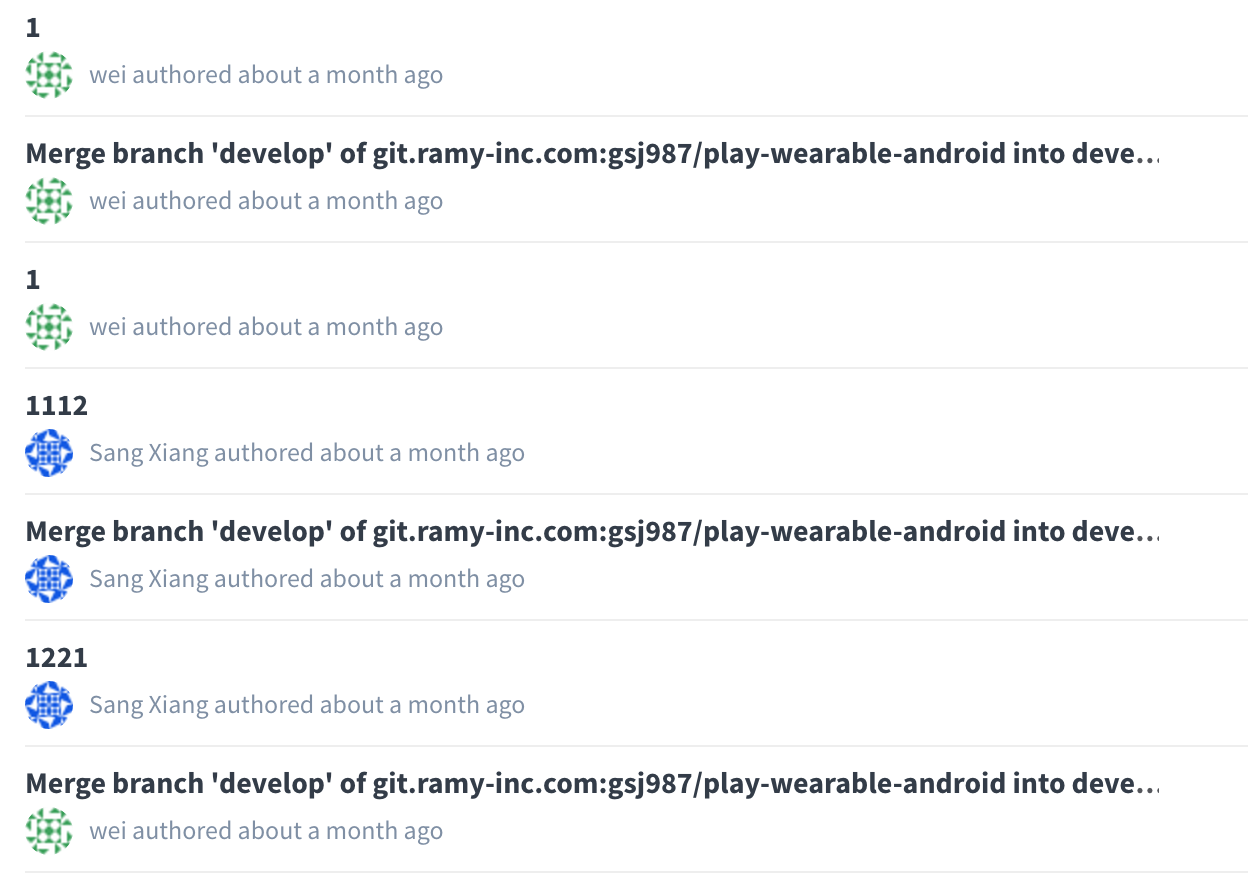 1
wei authored about a month ago
Merge branch 'develop' of git.ramy-inc.com:gsj987/play-wearable-android into deve...
wei authored about a month ago
1
wei authored about a month ago
1112
Sang Xiang authored about a month ago
Merge branch 'develop' of git.ramy-inc.com:gsj987/play-wearable-android into deve...
Sang Xiang authored about a month ago
1221
Sang Xiang authored about a month ago
Merge branch 'develop' of git.ramy-inc.com:gsj987/play-wearable-android into deve...
wei authored about a month ago